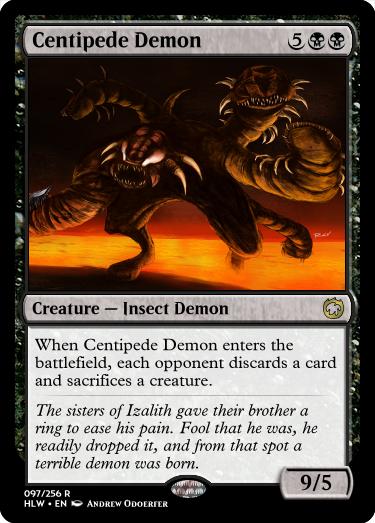 Centipede Demon 5
Creature — Insect Demon
When Centipede Demon enters the
battlefield, each opponent discards a card
and sacrifices a creature.
The sisters of Izalith gave their brother a
ring to ease his pain. Fool that he was, he
readily dropped it, and from that spot a
terrible demon was born.
9/5
097/256 R
HLW • EN Andrew Odoerfer